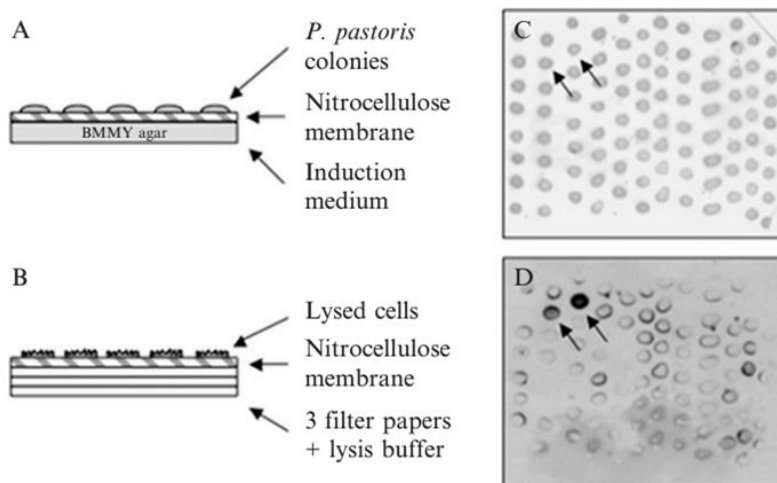 A
P. pastoris
colonies
Nitrocellulose
membrane
BMMY agar
Induction
medium
B
Lysed cells
Nitrocellulose
membrane
3 filter papers
+ lysis buffer
C
D